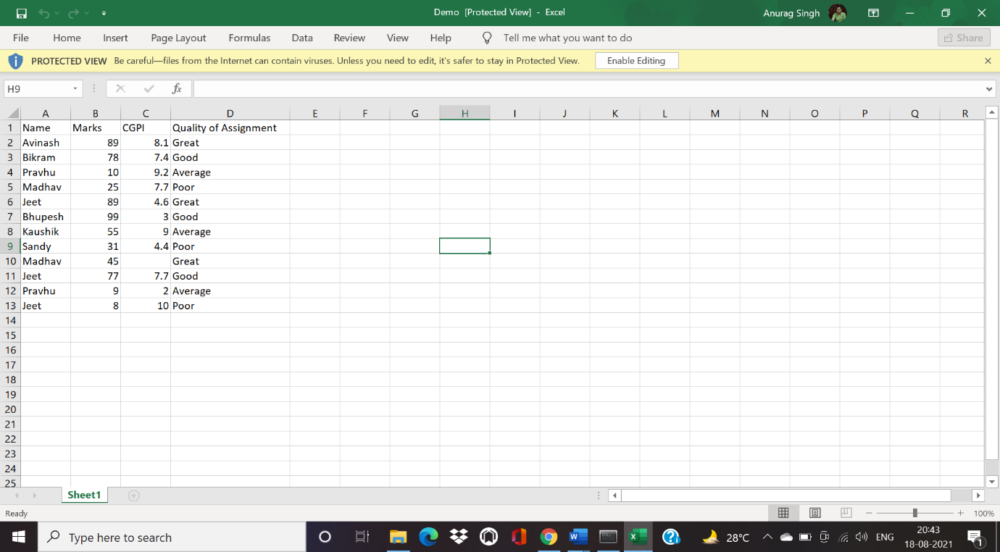 Demo [Protected View] - Excel
Anurag Singh
File Home Insert Page Layout Formulas Data Review View Help Tell me what you want to do Share
PROTECTED VIEW Be careful—files from the Internet can contain viruses. Unless you need to edit, it's safer to stay in Protected View. Enable Editing
H9 fx
A B C D E F G H I J K L M N O P Q R
1 Name Marks CGPI Quality of Assignment
2 Avinash 89 8.1 Great
3 Bikram 78 7.4 Good
4 Pravhu 10 9.2 Average
5 Madhav 25 7.7 Poor
6 Jeet 89 4.6 Great
7 Bhupesh 99 3 Good
8 Kaushik 55 9 Average
9 Sandy 31 4.4 Poor
10 Madhav 45 Great
11 Jeet 77 7.7 Good
12 Pravhu 9 2 Average
13 Jeet 8 10 Poor
14
15
16
17
18
19
20
21
22
23
24
25
Sheet1
Ready 100%
Type here to search
28°C ENG 20:43
18-08-2021 1